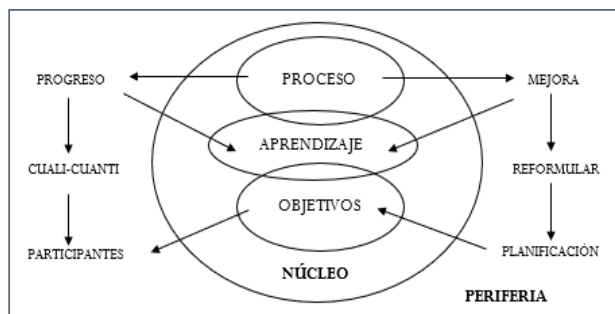 PROGRESO
PROCESO
MEJORA
CUALI-CUANTI
APRENDIZAJE
REFORMULAR
OBJETIVOS
PARTICIPANTES
PLANIFICACIÓN
NÚCLEO
PERIFERIA